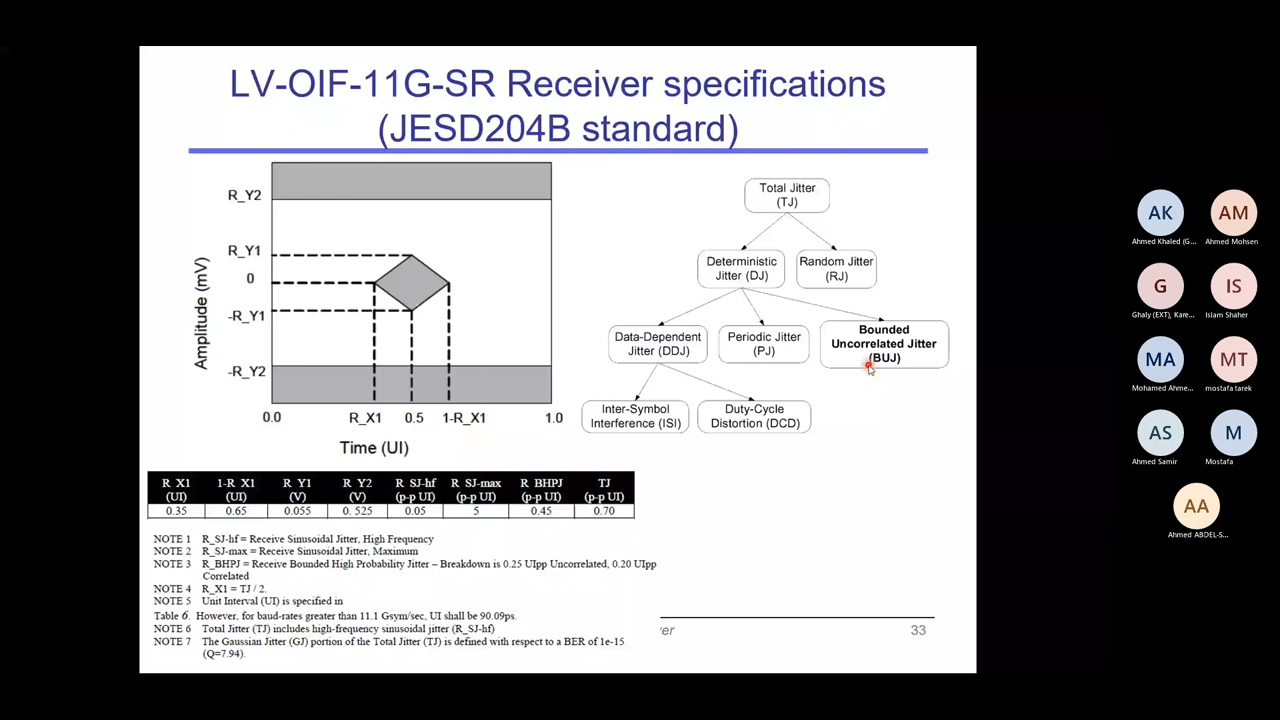 LV-OIF-11G-SR Receiver specifications
(JESD204B standard)
R_Y2
R_Y1
0
-R_Y1
-R_Y2
Amplitude (mV)
0.0
R_X1
0.5
1-R_X1
1.0
Time (UI)
Total Jitter
(TJ)
Deterministic
Jitter (DJ)
Random Jitter
(RJ)
Data-Dependent
Jitter (DDJ)
Periodic Jitter
(PJ)
Bounded
Uncorrelated Jitter
(BUJ)
Inter-Symbol
Interference (ISI)
Duty-Cycle
Distortion (DCD)
R_X1 1-R_X1 R_Y1 R_Y2 R_SJ-hf R_SJ-max R_BHPJ TJ
(UI) (UI) (V) (V) (p-p UI) (p-p UI) (p-p UI) (p-p UI)
0.35 0.65 0.055 0.525 0.05 5 0.45 0.70
NOTE 1 R_SJ-hf = Receive Sinusoidal Jitter, High Frequency
NOTE 2 R_SJ-max = Receive Sinusoidal Jitter, Maximum
NOTE 3 R_BHPJ = Receive Bounded High Probability Jitter – Breakdown is 0.25 UIpp Uncorrelated, 0.20 UIpp
Correlated
NOTE 4 R_X1 = TJ / 2.
NOTE 5 Unit Interval (UI) is specified in
Table 6. However, for baud-rates greater than 11.1 Gsym/sec, UI shall be 90.09ps.
NOTE 6 Total Jitter (TJ) includes high-frequency sinusoidal jitter (R_SJ-hf)
NOTE 7 The Gaussian Jitter (GJ) portion of the Total Jitter (TJ) is defined with respect to a BER of 1e-15
(Q=7.94).
ver
33
AK
Ahmed Khaled (G...
AM
Ahmed Mohsen
G
Ghaly (EXT), Kare...
IS
Islam Shaher
MA
Mohamed Ahme...
MT
mostafa tarek
AS
Ahmed Samir
M
Mostafa
AA
Ahmed ABDEL-S...